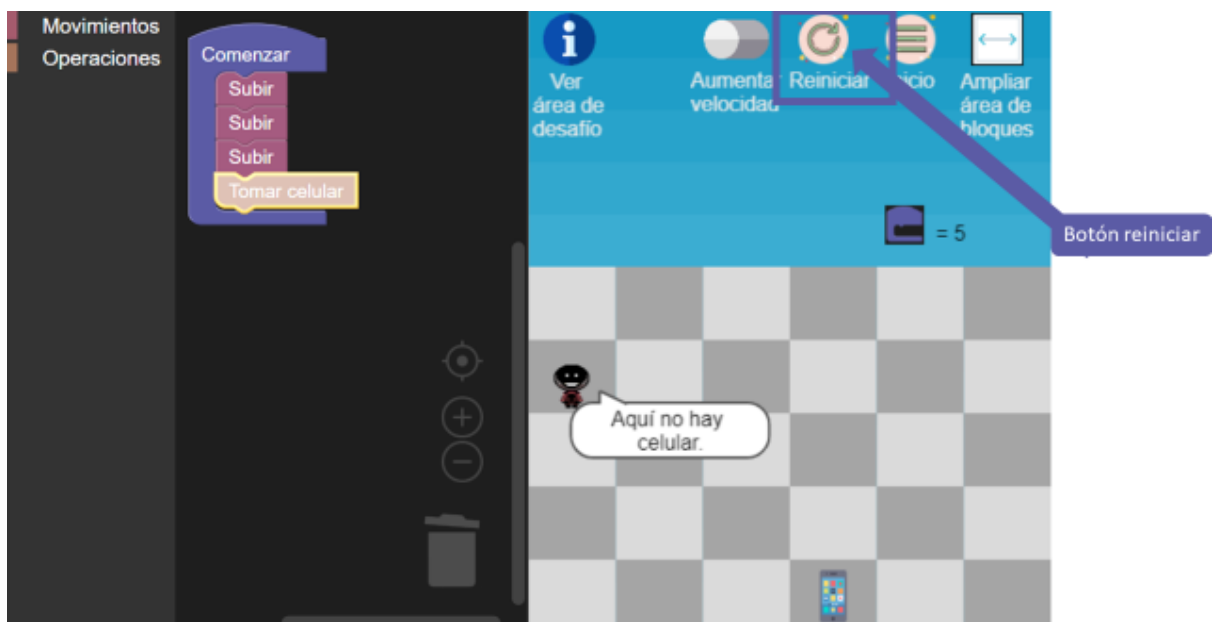 Movimientos
Operaciones
Comenzar
Subir
Subir
Subir
Tomar celular
Ver
área de
desafío
Aumentar
velocidad
Reiniciar
Inicio
Ampliar
área de
bloques
= 5
Botón reiniciar
Aquí no hay
celular.